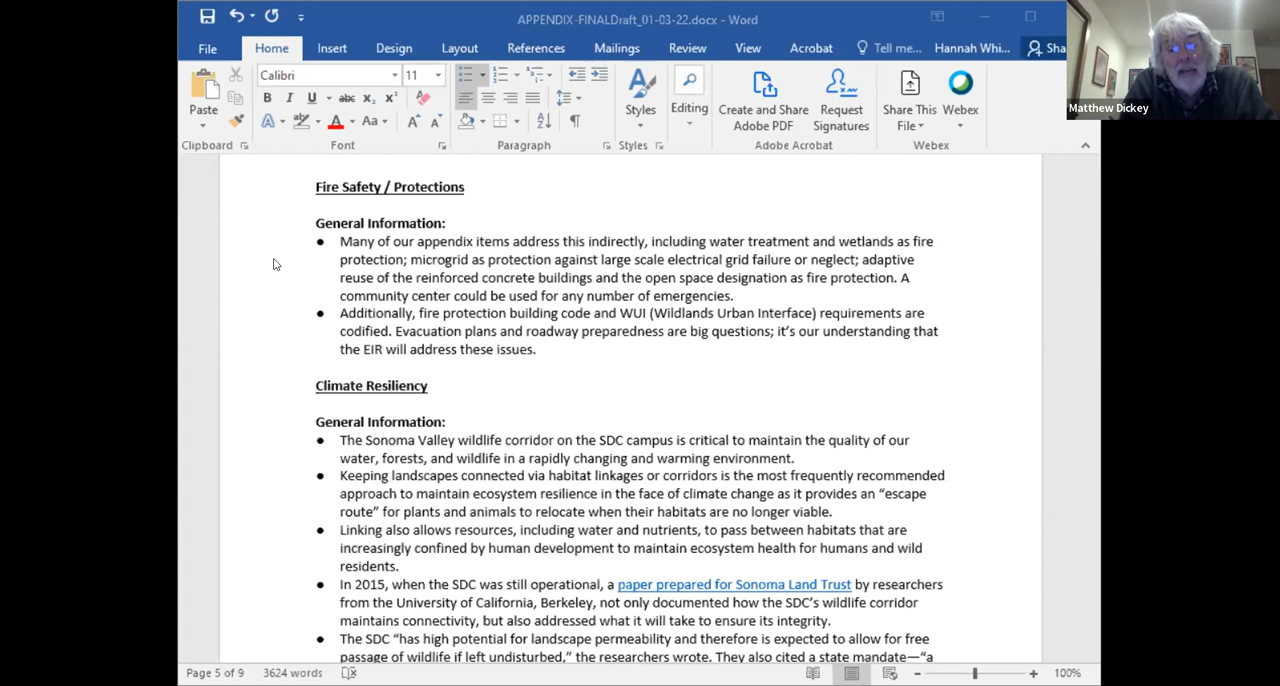 APPENDIX-FINALDraft_01-03-22.docx - Word
File Home Insert Design Layout References Mailings Review View Acrobat Tell me... Hannah Whi... Sha
Matthew Dickey
Calibri 11
Paste Styles Editing Create and Share Adobe PDF Request Signatures Share This File Webex
Clipboard Font Paragraph Styles Adobe Acrobat Webex
Fire Safety / Protections
General Information:
● Many of our appendix items address this indirectly, including water treatment and wetlands as fire
protection; microgrid as protection against large scale electrical grid failure or neglect; adaptive
reuse of the reinforced concrete buildings and the open space designation as fire protection. A
community center could be used for any number of emergencies.
● Additionally, fire protection building code and WUI (Wildlands Urban Interface) requirements are
codified. Evacuation plans and roadway preparedness are big questions; it's our understanding that
the EIR will address these issues.
Climate Resiliency
General Information:
● The Sonoma Valley wildlife corridor on the SDC campus is critical to maintain the quality of our
water, forests, and wildlife in a rapidly changing and warming environment.
● Keeping landscapes connected via habitat linkages or corridors is the most frequently recommended
approach to maintain ecosystem resilience in the face of climate change as it provides an “escape
route” for plants and animals to relocate when their habitats are no longer viable.
● Linking also allows resources, including water and nutrients, to pass between habitats that are
increasingly confined by human development to maintain ecosystem health for humans and wild
residents.
● In 2015, when the SDC was still operational, a paper prepared for Sonoma Land Trust by researchers
from the University of California, Berkeley, not only documented how the SDC’s wildlife corridor
maintains connectivity, but also addressed what it will take to ensure its integrity.
● The SDC “has high potential for landscape permeability and therefore is expected to allow for free
passage of wildlife if left undisturbed,” the researchers wrote. They also cited a state mandate—“a
Page 5 of 9 3624 words 100%